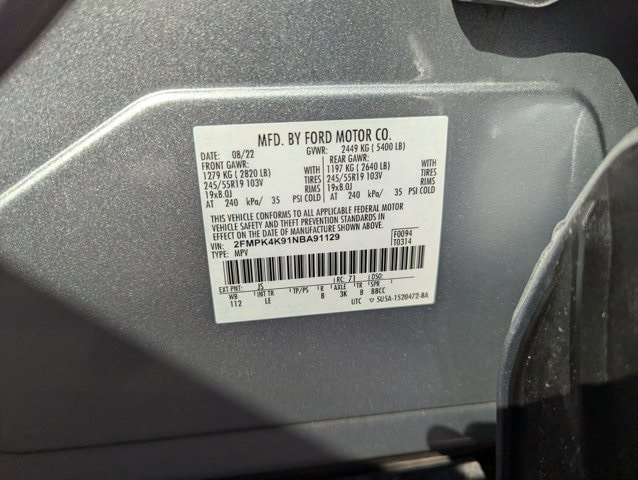 MFD. BY FORD MOTOR CO.
DATE: 08/22 GVWR: 2449 KG ( 5400 LB)
FRONT GAWR: REAR GAWR:
1279 KG ( 2820 LB) WITH 1197 KG ( 2640 LB) WITH
245/55R19 103V TIRES 245/55R19 103V TIRES
19x8.0J RIMS 19x8.0J RIMS
AT 240 kPa/ 35 PSI COLD AT 240 kPa/ 35 PSI COLD
THIS VEHICLE CONFORMS TO ALL APPLICABLE FEDERAL MOTOR
VEHICLE SAFETY AND THEFT PREVENTION STANDARDS IN
EFFECT ON THE DATE OF MANUFACTURE SHOWN ABOVE.
VIN: 2FMPK4K91NBA91129 F0094
TYPE: MPV T0314
EXT PNT: JS RC: 71 DSO:
WB INT TR TP/PS R AXLE TR SPR
112 LE B 3K 8 BBCC
UTC ▽ SU5A-1520472-BA